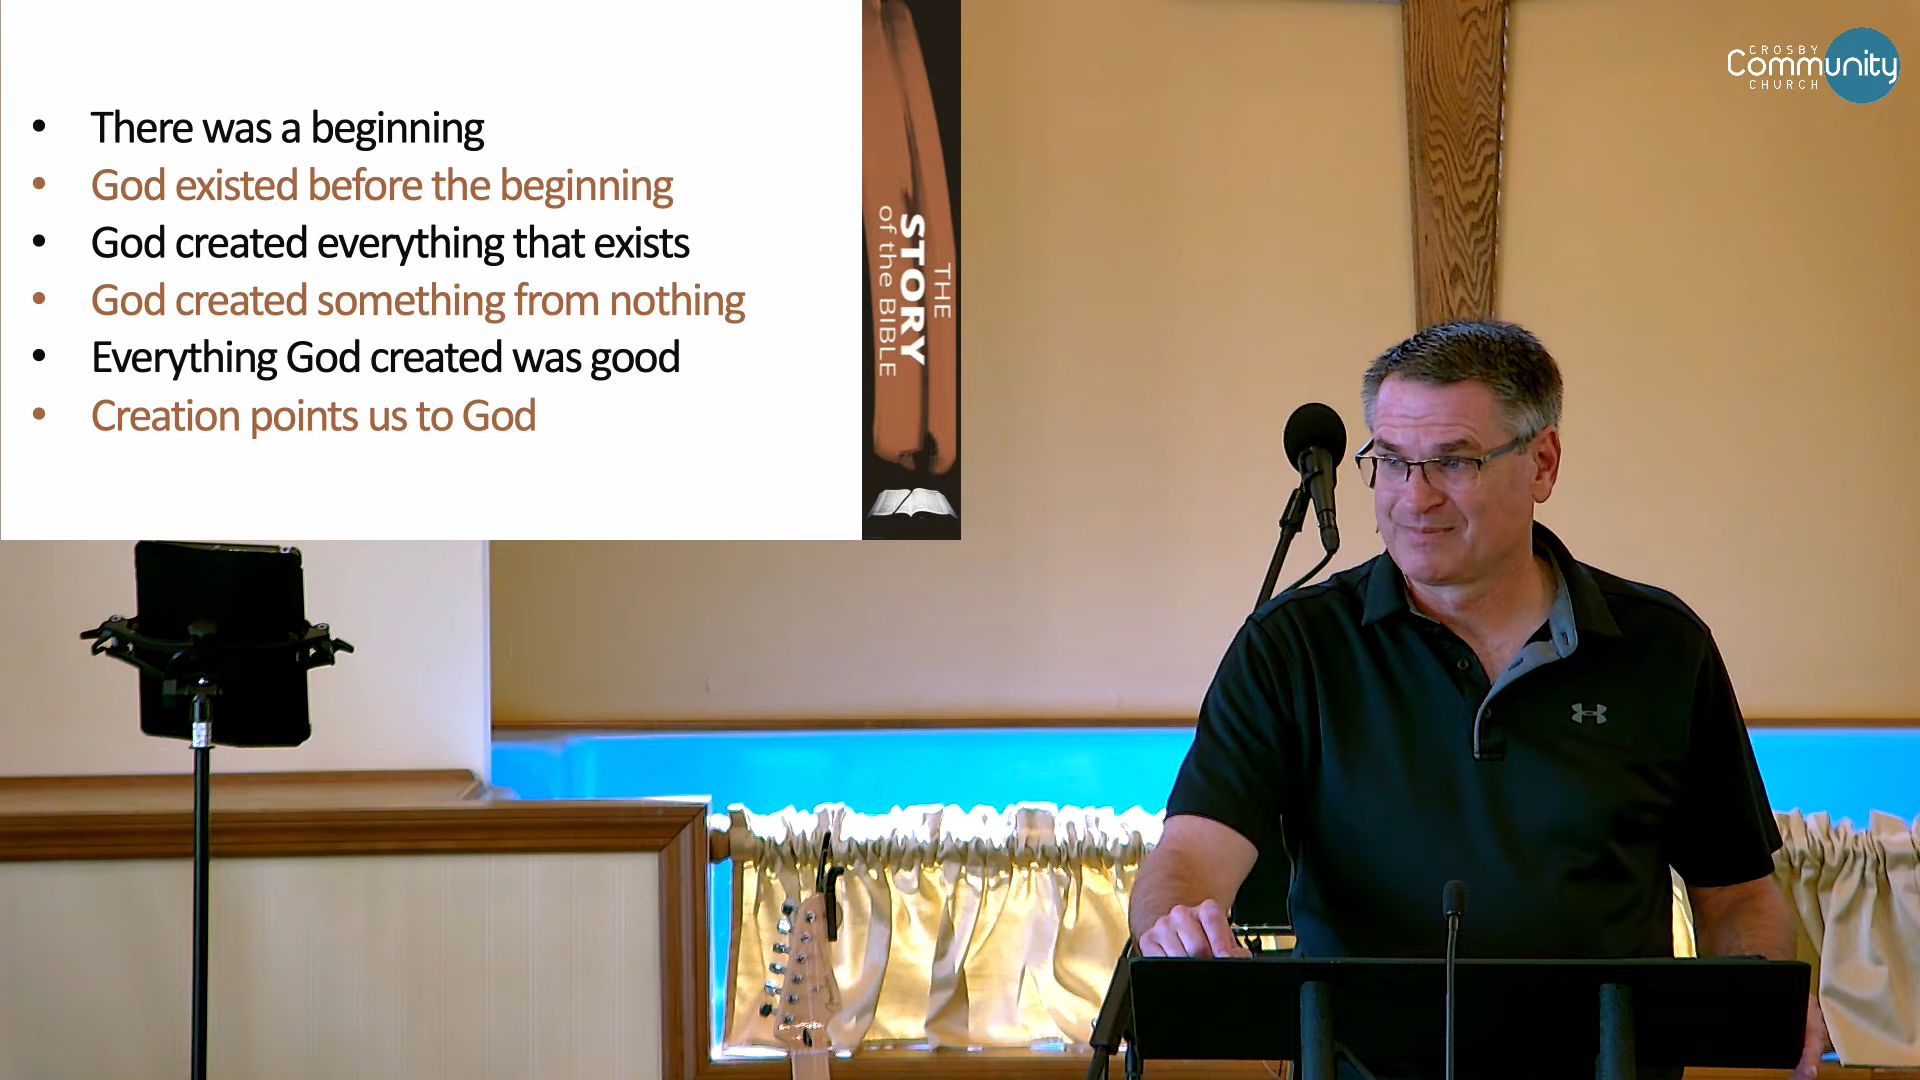 • There was a beginning
• God existed before the beginning
• God created everything that exists
• God created something from nothing
• Everything God created was good
• Creation points us to God
THE
STORY
of the BIBLE
CROSBY
Community
CHURCH